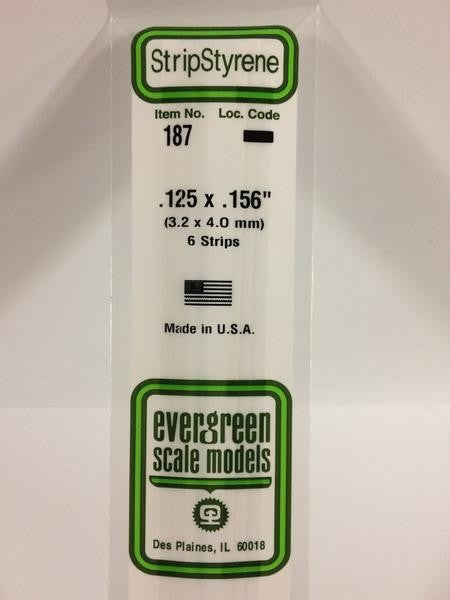 StripStyrene
Item No. Loc. Code
187
.125 x .156"
(3.2 x 4.0 mm)
6 Strips
Made in U.S.A.
evergreen
scale models
Des Plaines, IL 60018